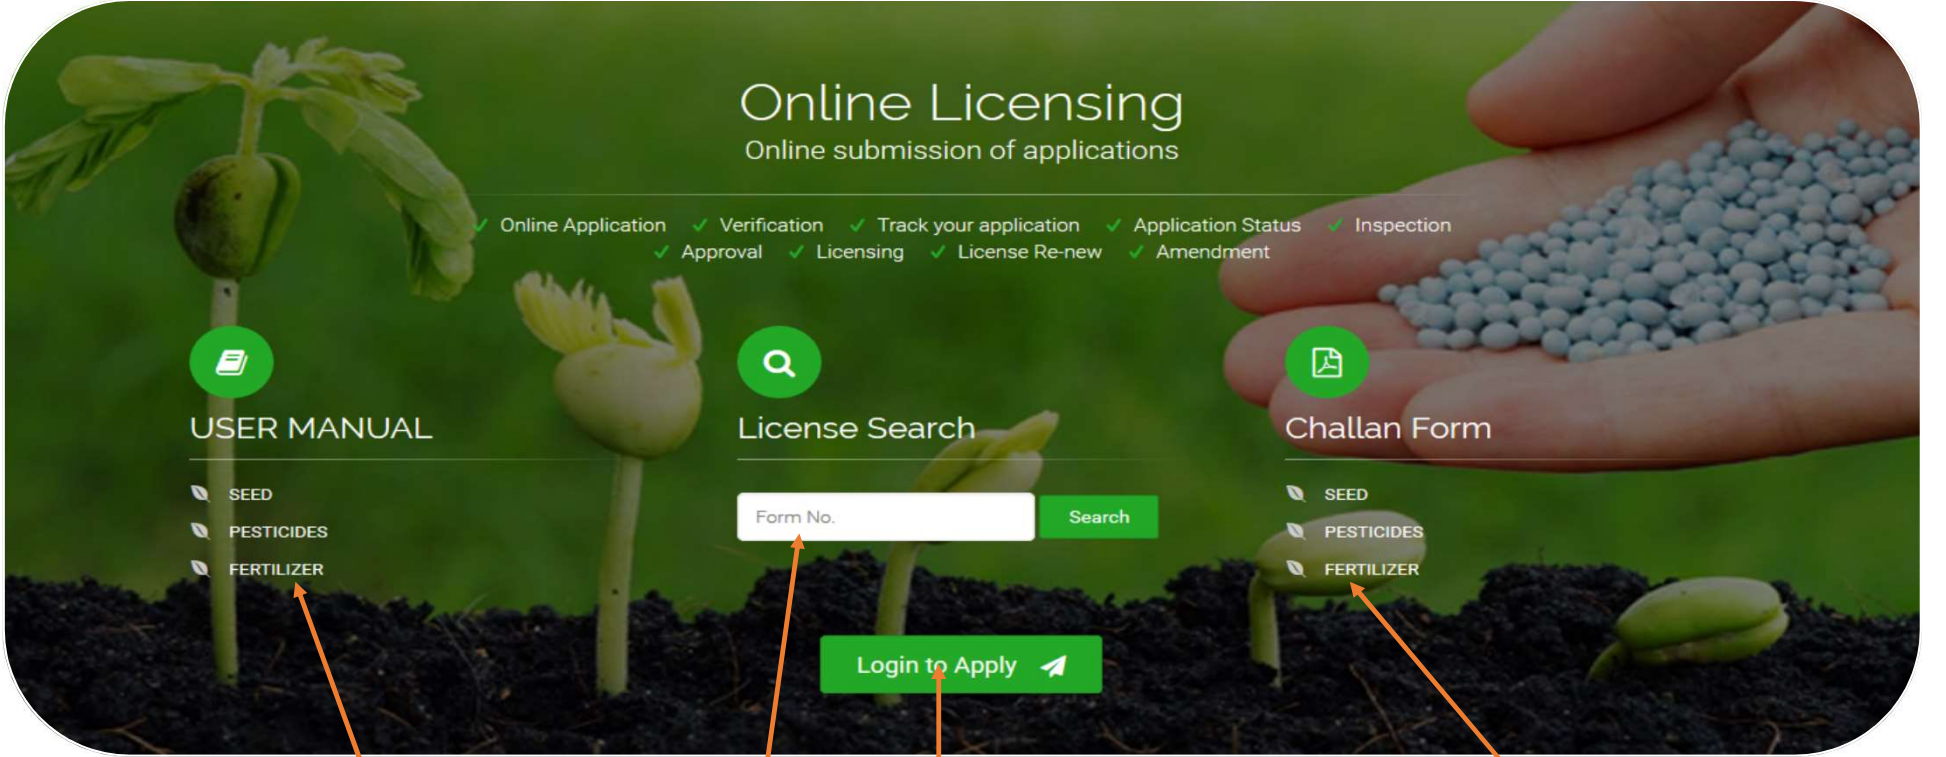 Online Licensing
Online submission of applications
Online Application Verification Track your application Application Status Inspection
Approval Licensing License Re-new Amendment
USER MANUAL
SEED
PESTICIDES
FERTILIZER
License Search
Form No. Search
Challan Form
SEED
PESTICIDES
FERTILIZER
Login to Apply